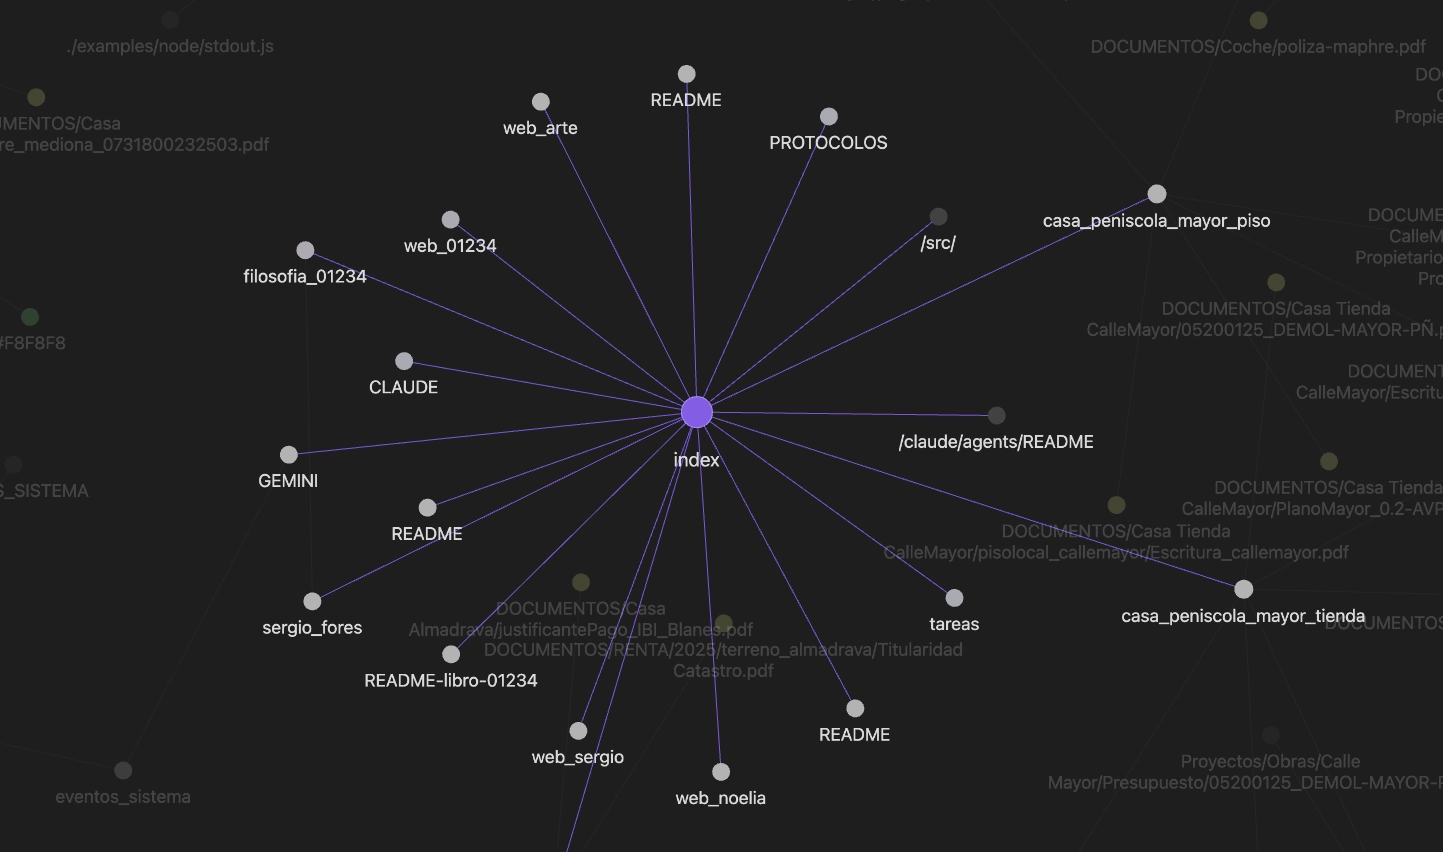 ./examples/node/stdout.js
DOCUMENTOS/Coche/poliza-maphre.pdf
README
web_arte
PROTOCOLOS
UMENTOS/Casa
re_mediona_0731800232503.pdf
DO
C
Propie
casa_peniscola_mayor_piso
DOCUME
CalleM
Propietario
Pro
/src/
web_01234
filosofia_01234
DOCUMENTOS/Casa Tienda
CalleMayor/05200125_DEMOL-MAYOR-PÑ.p
#F8F8F8
CLAUDE
DOCUMENT
CalleMayor/Escritu
/claude/agents/README
index
GEMINI
S_SISTEMA
DOCUMENTOS/Casa Tienda
CalleMayor/PlanoMayor_0.2-AVP
README
DOCUMENTOS/Casa Tienda
CalleMayor/pisolocal_callemayor/Escritura_callemayor.pdf
sergio_fores
DOCUMENTOS/Casa
Almadrava/justificantePago_IBI_Blanes.pdf
DOCUMENTOS/RENTA/2025/terreno_almadrava/Titularidad
Catastro.pdf
tareas
casa_peniscola_mayor_tienda
DOCUMENTOS
README-libro-01234
README
web_sergio
web_noelia
Proyectos/Obras/Calle
Mayor/Presupuesto/05200125_DEMOL-MAYOR-P
eventos_sistema